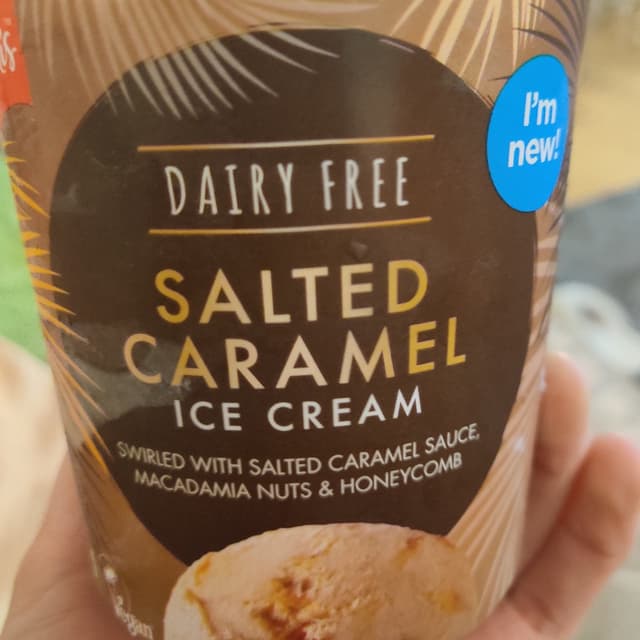 I'm
new!
DAIRY FREE
SALTED
CARAMEL
ICE CREAM
SWIRLED WITH SALTED CARAMEL SAUCE,
MACADAMIA NUTS & HONEYCOMB